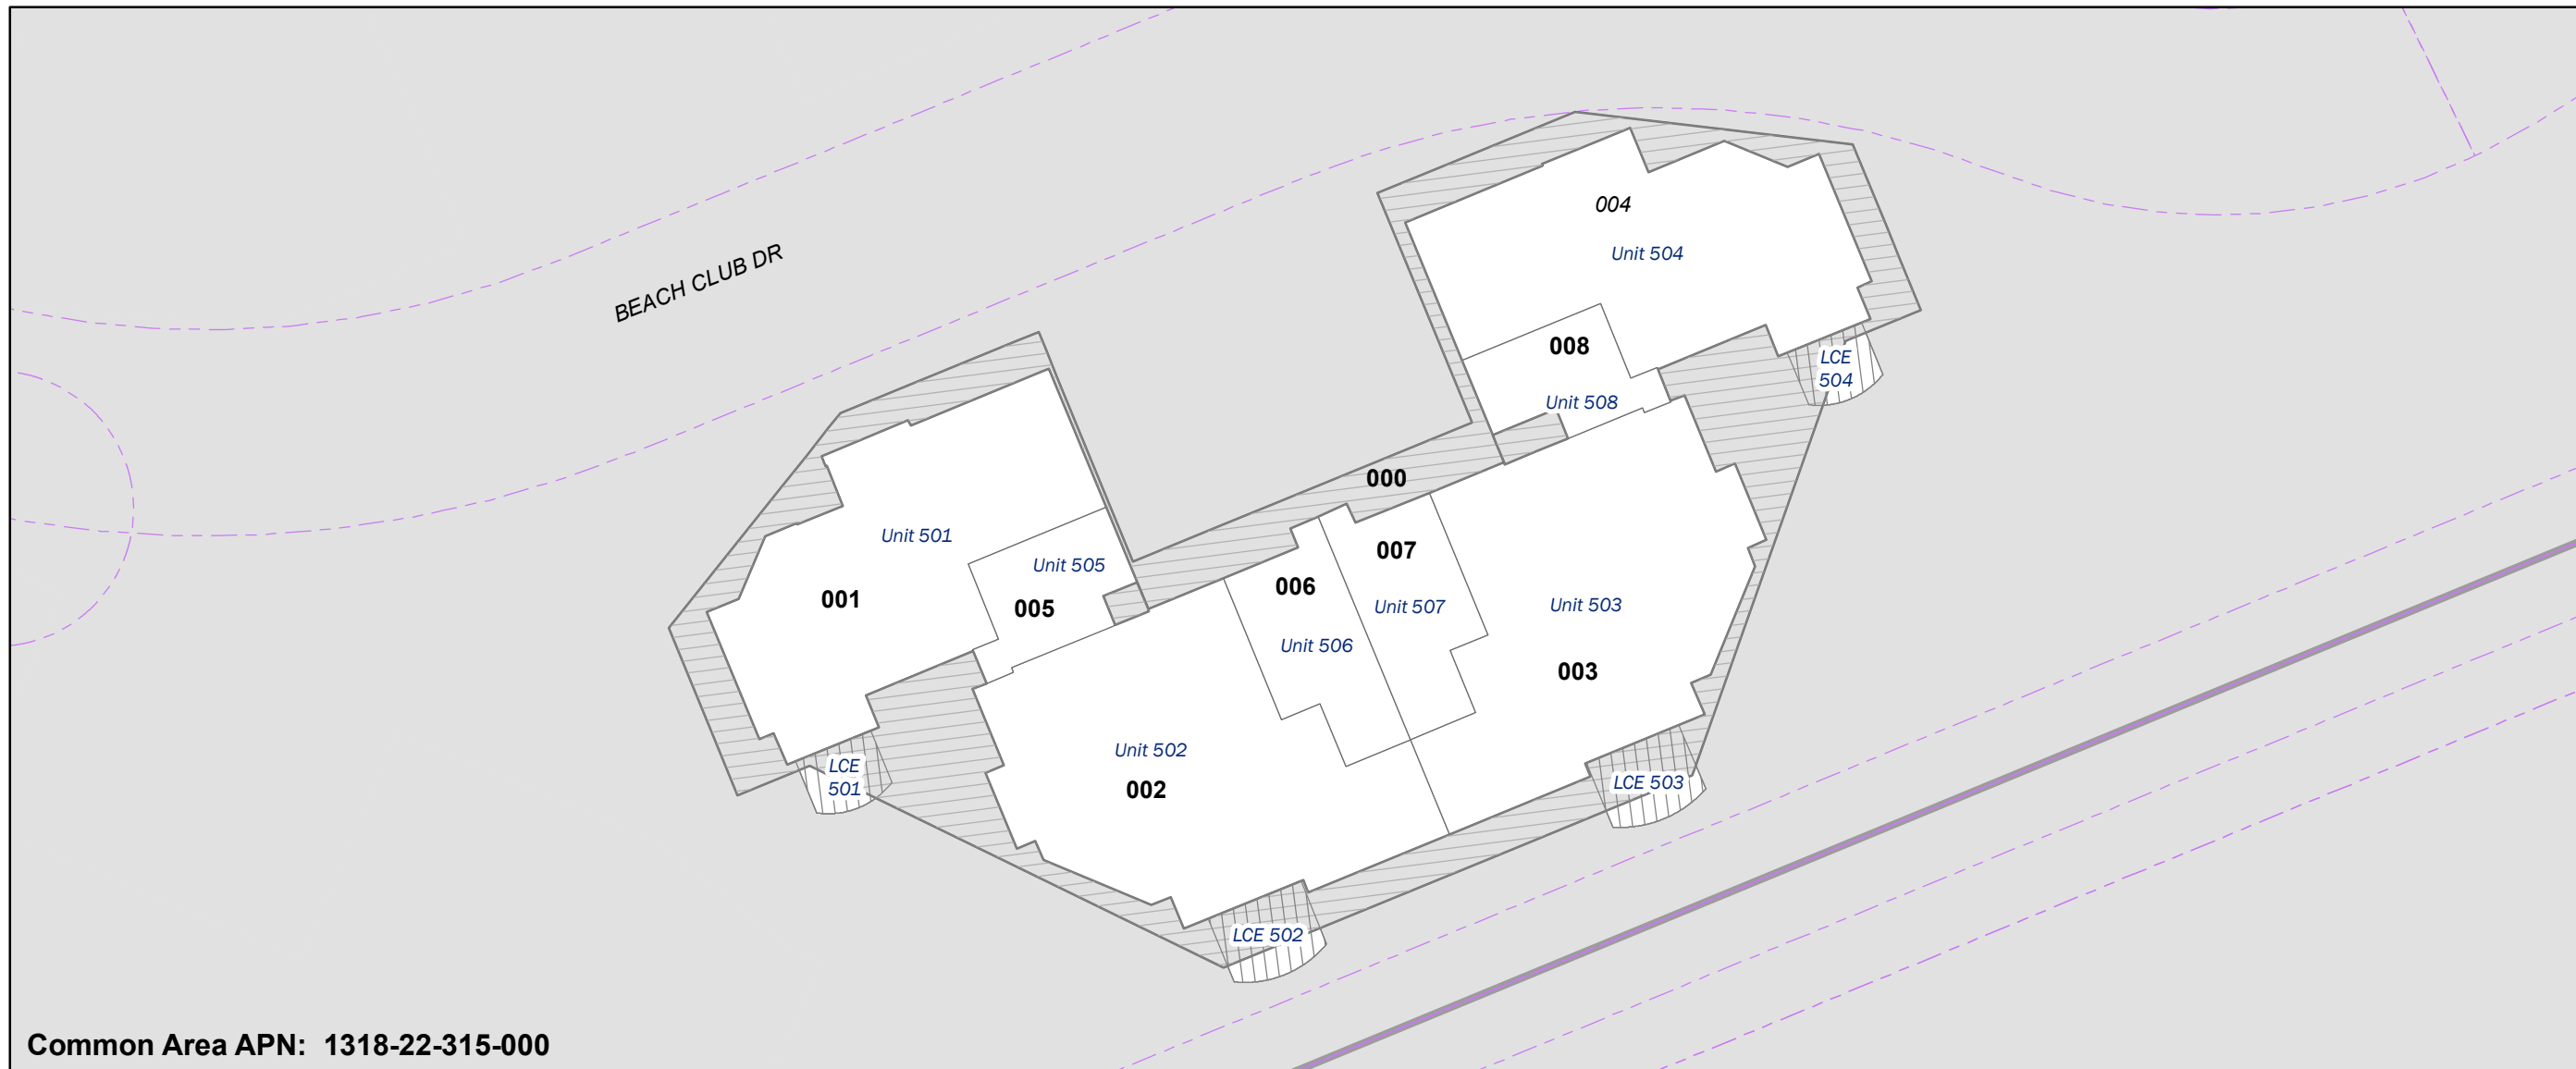 004
Unit 504
BEACH CLUB DR
008
LCE
504
Unit 508
000
Unit 501
007
Unit 505
006
001
005
Unit 507
Unit 503
Unit 506
003
Unit 502
LCE
501
002
LCE 503
LCE 502
Common Area APN: 1318-22-315-000